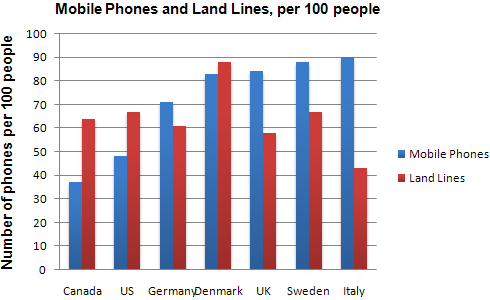 Mobile Phones and Land Lines, per 100 people
Number of phones per 100 people
100
90
80
70
60
50
40
30
20
10
0
Canada US Germany Denmark UK Sweden Italy
Mobile Phones
Land Lines